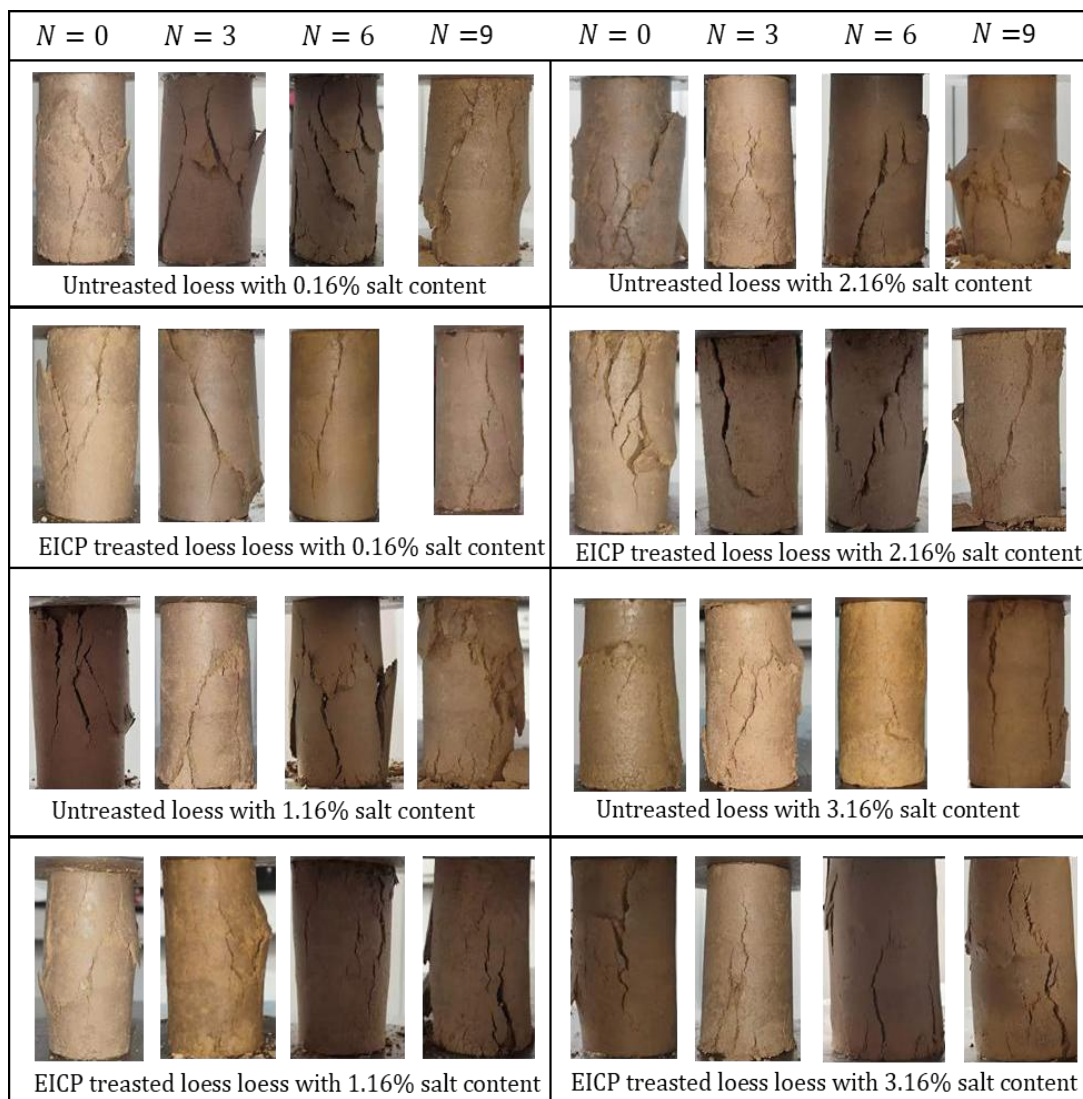 N = 0 N = 3 N = 6 N =9 N = 0 N = 3 N = 6 N =9
Untreasted loess with 0.16% salt content
Untreasted loess with 2.16% salt content
EICP treasted loess loess with 0.16% salt content
EICP treasted loess loess with 2.16% salt content
Untreasted loess with 1.16% salt content
Untreasted loess with 3.16% salt content
EICP treasted loess loess with 1.16% salt content
EICP treasted loess loess with 3.16% salt content